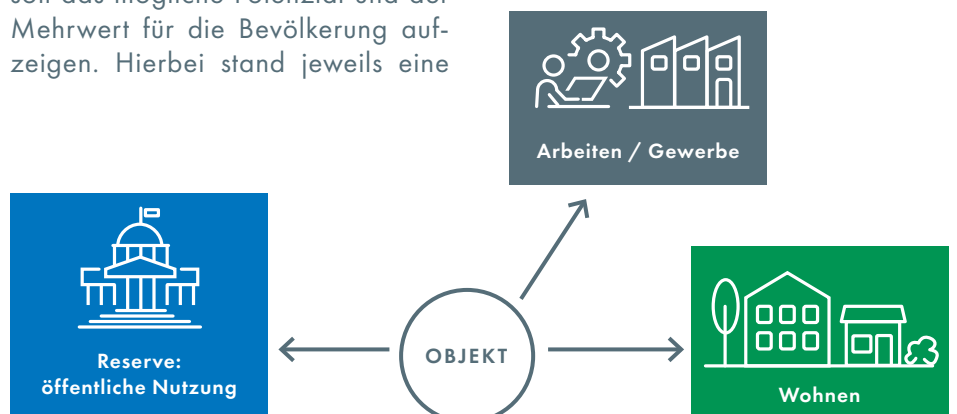 Mehrwert für die Bevölkerung auf-
zeigen. Hierbei stand jeweils eine
Arbeiten / Gewerbe
Reserve:
öffentliche Nutzung
OBJEKT
Wohnen